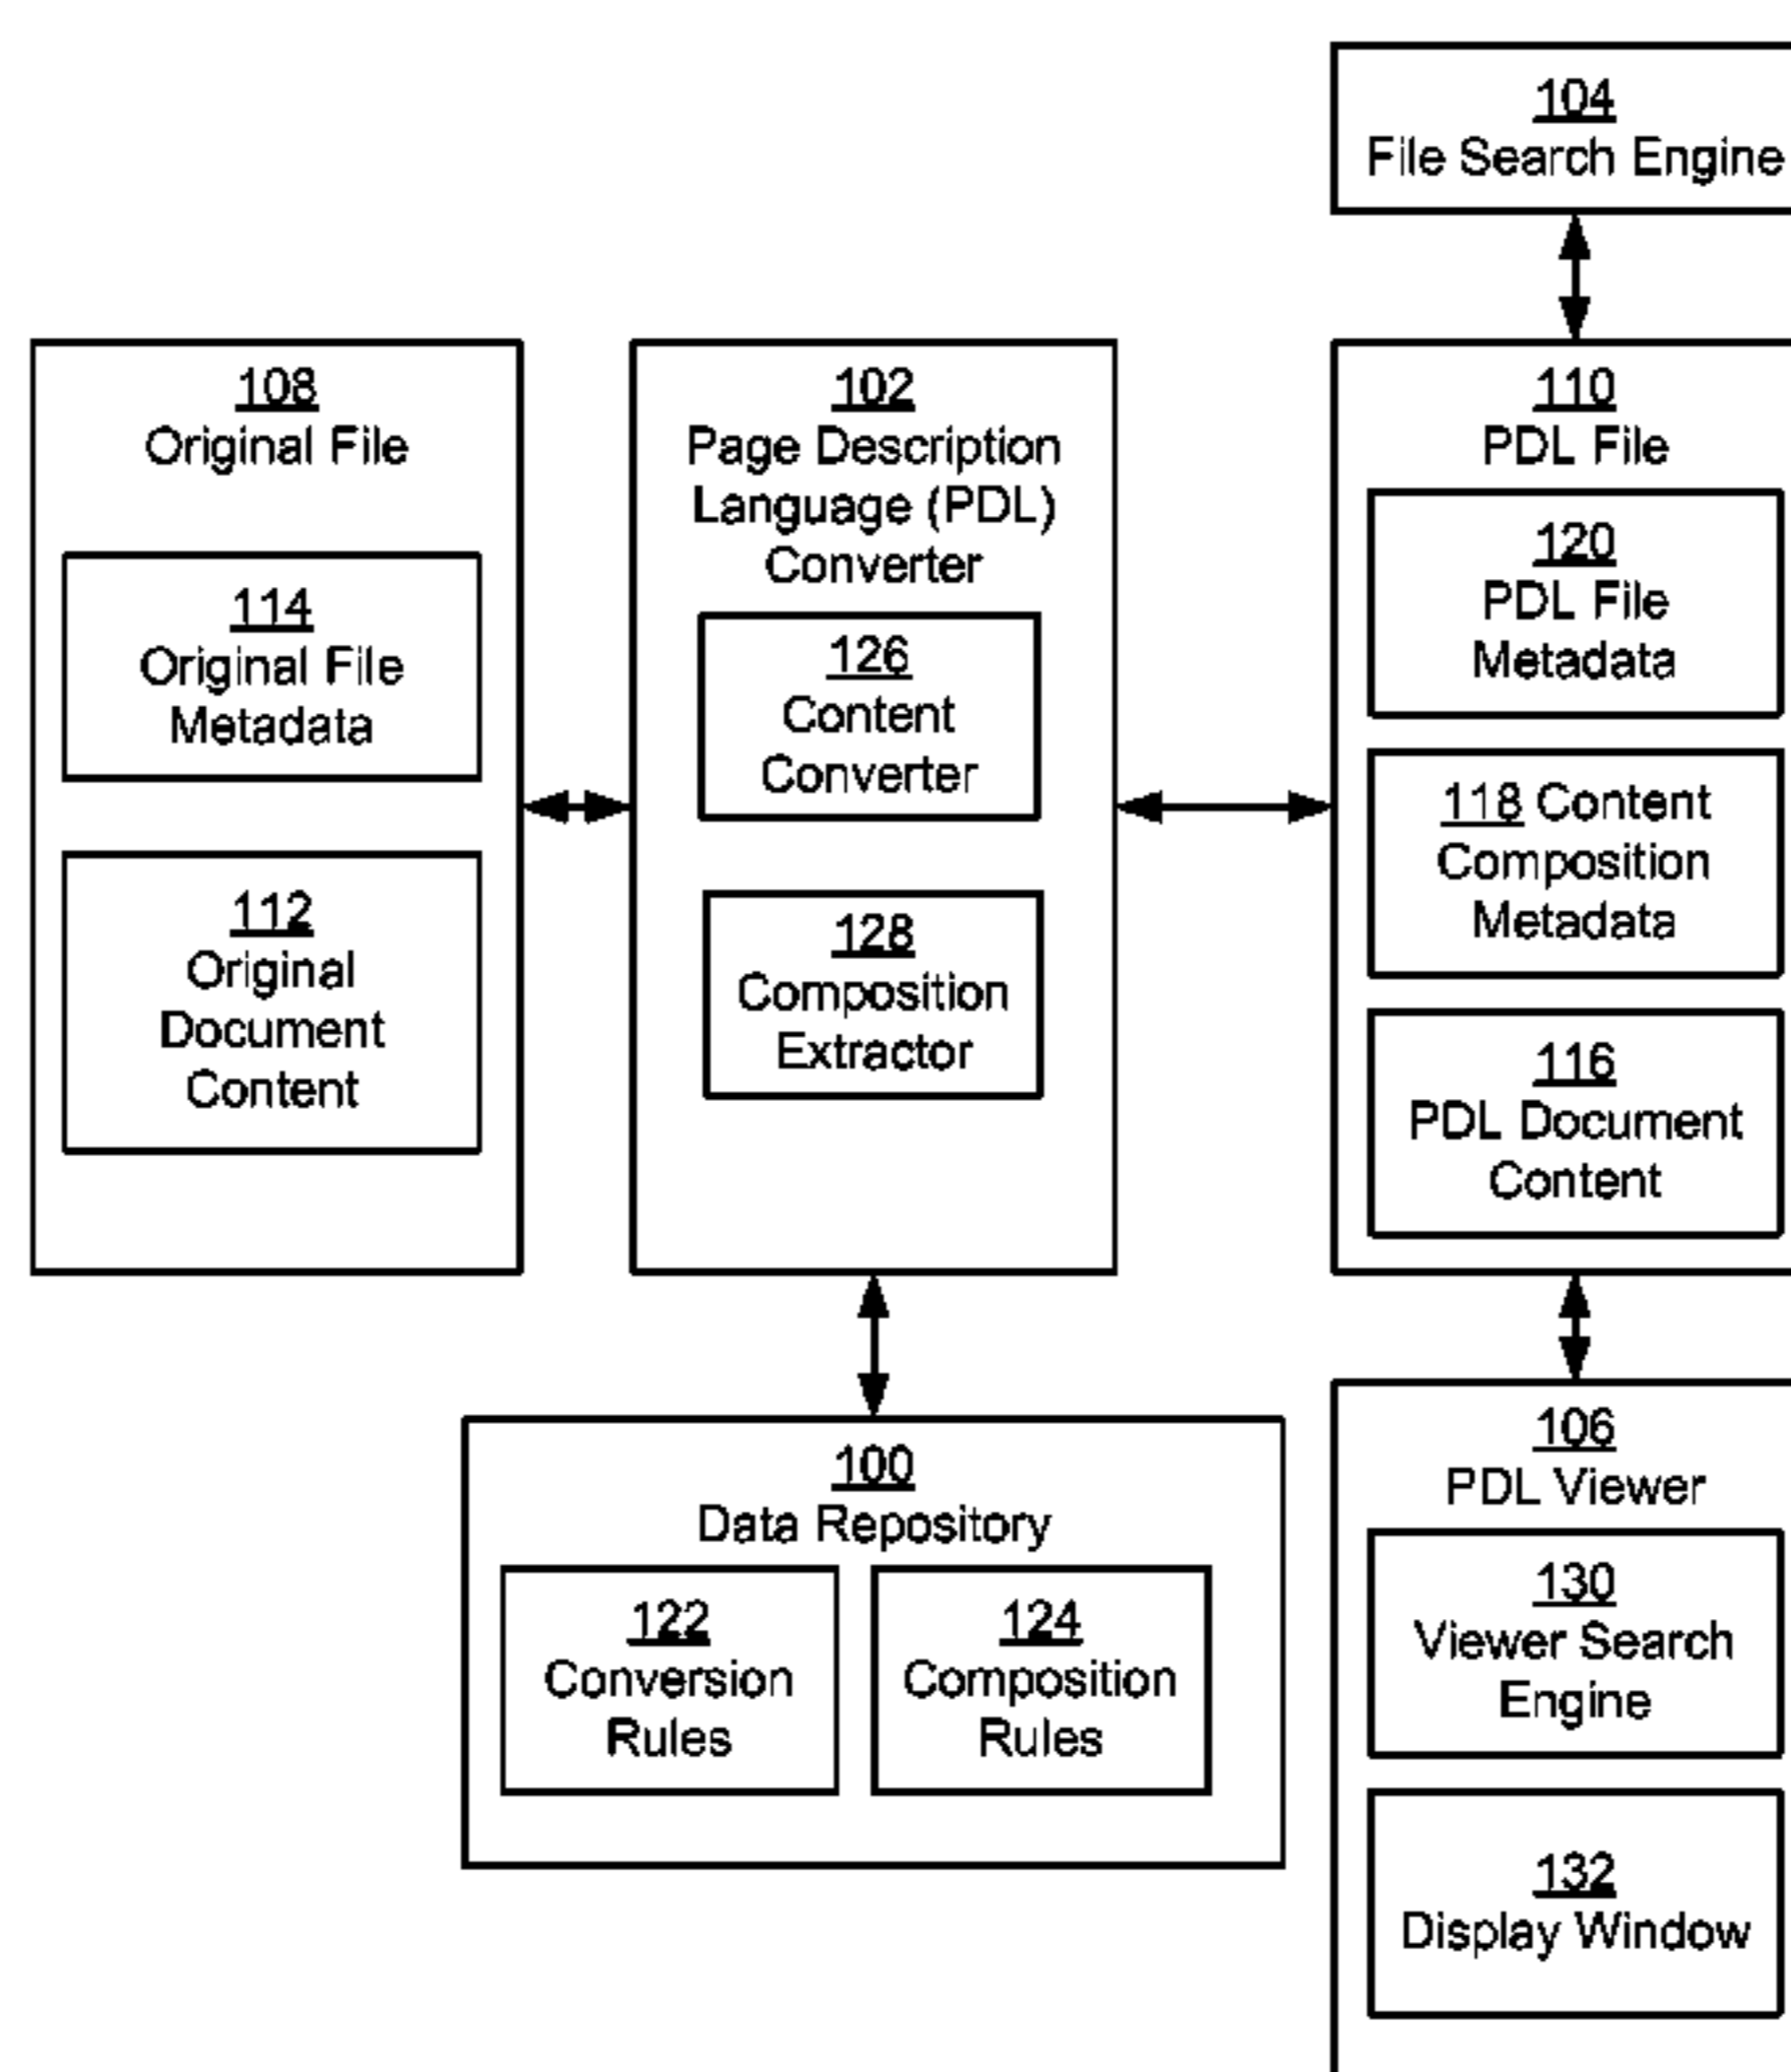 104
File Search Engine
108
Original File
114
Original File
Metadata
112
Original
Document
Content
102
Page Description
Language (PDL)
Converter
126
Content
Converter
128
Composition
Extractor
110
PDL File
120
PDL File
Metadata
118 Content
Composition
Metadata
116
PDL Document
Content
100
Data Repository
122
Conversion
Rules
124
Composition
Rules
106
PDL Viewer
130
Viewer Search
Engine
132
Display Window